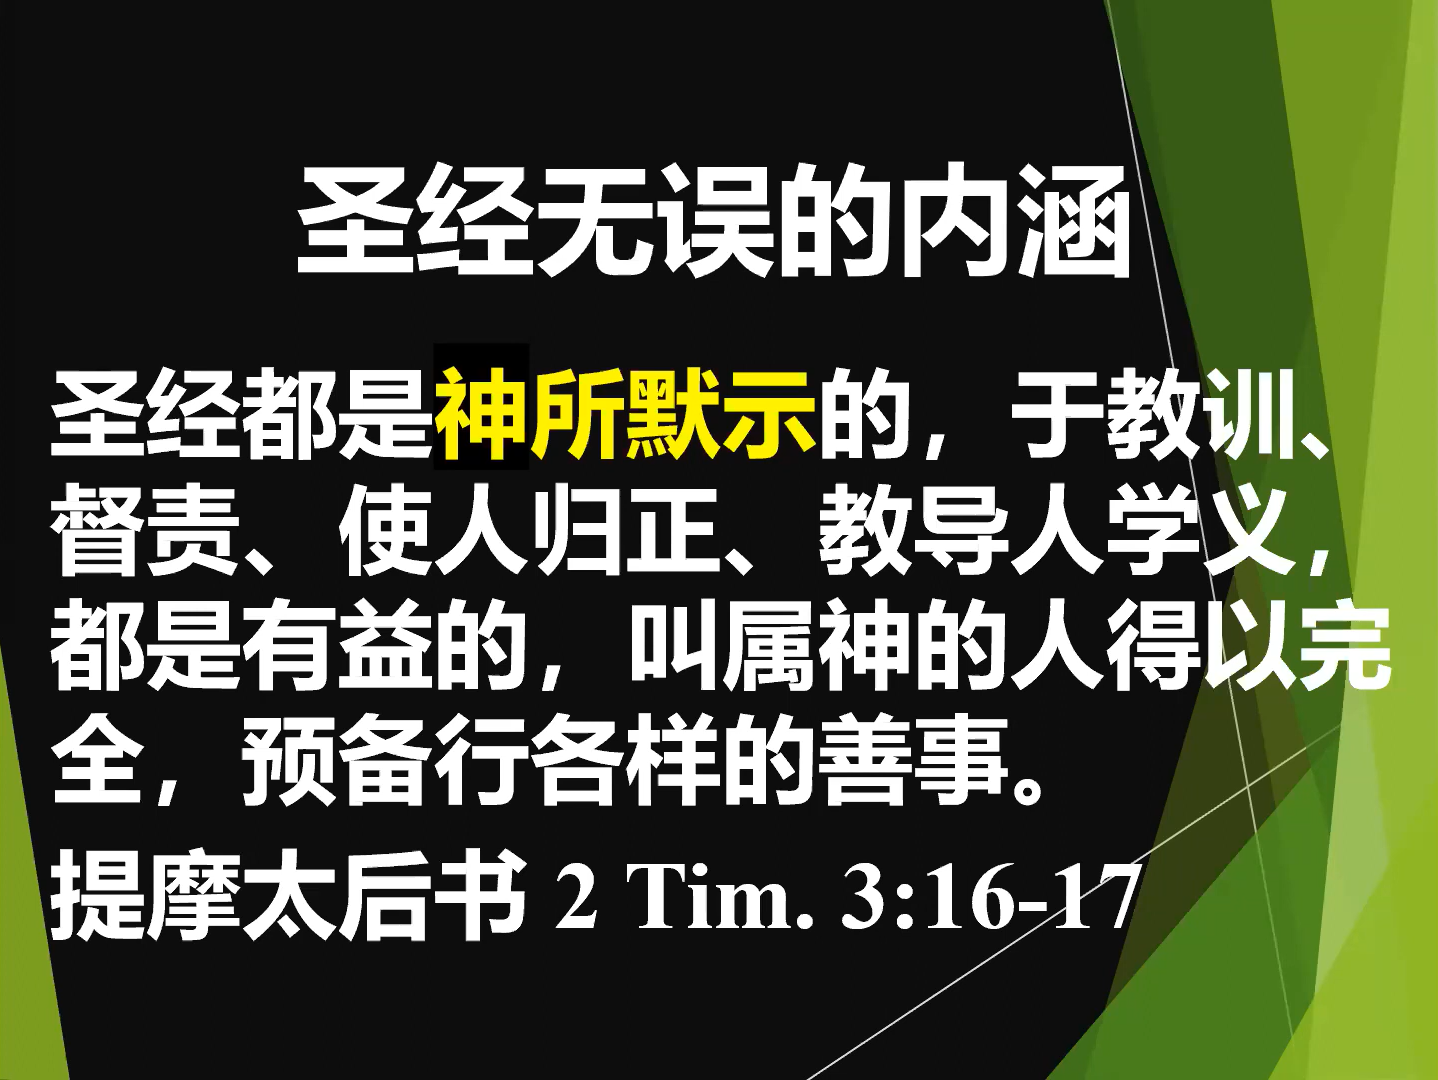 圣经无误的内涵
圣经都是神所默示的，于教训、
督责、使人归正、教导人学义，
都是有益的，叫属神的人得以完
全，预备行各样的善事。
提摩太后书 2 Tim. 3:16-17